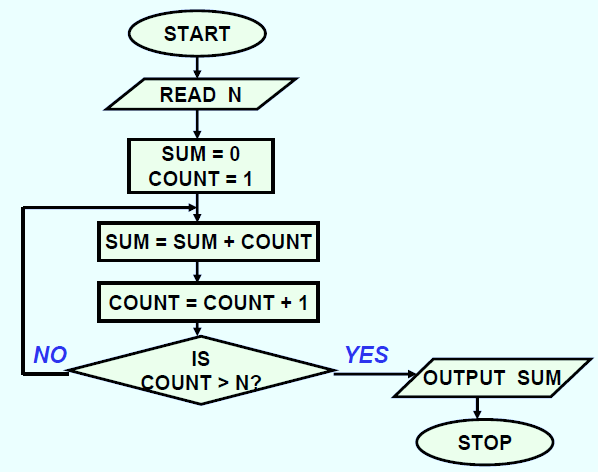 START
READ N
SUM = 0
COUNT = 1
SUM = SUM + COUNT
COUNT = COUNT + 1
IS
COUNT > N?
NO
YES
OUTPUT SUM
STOP